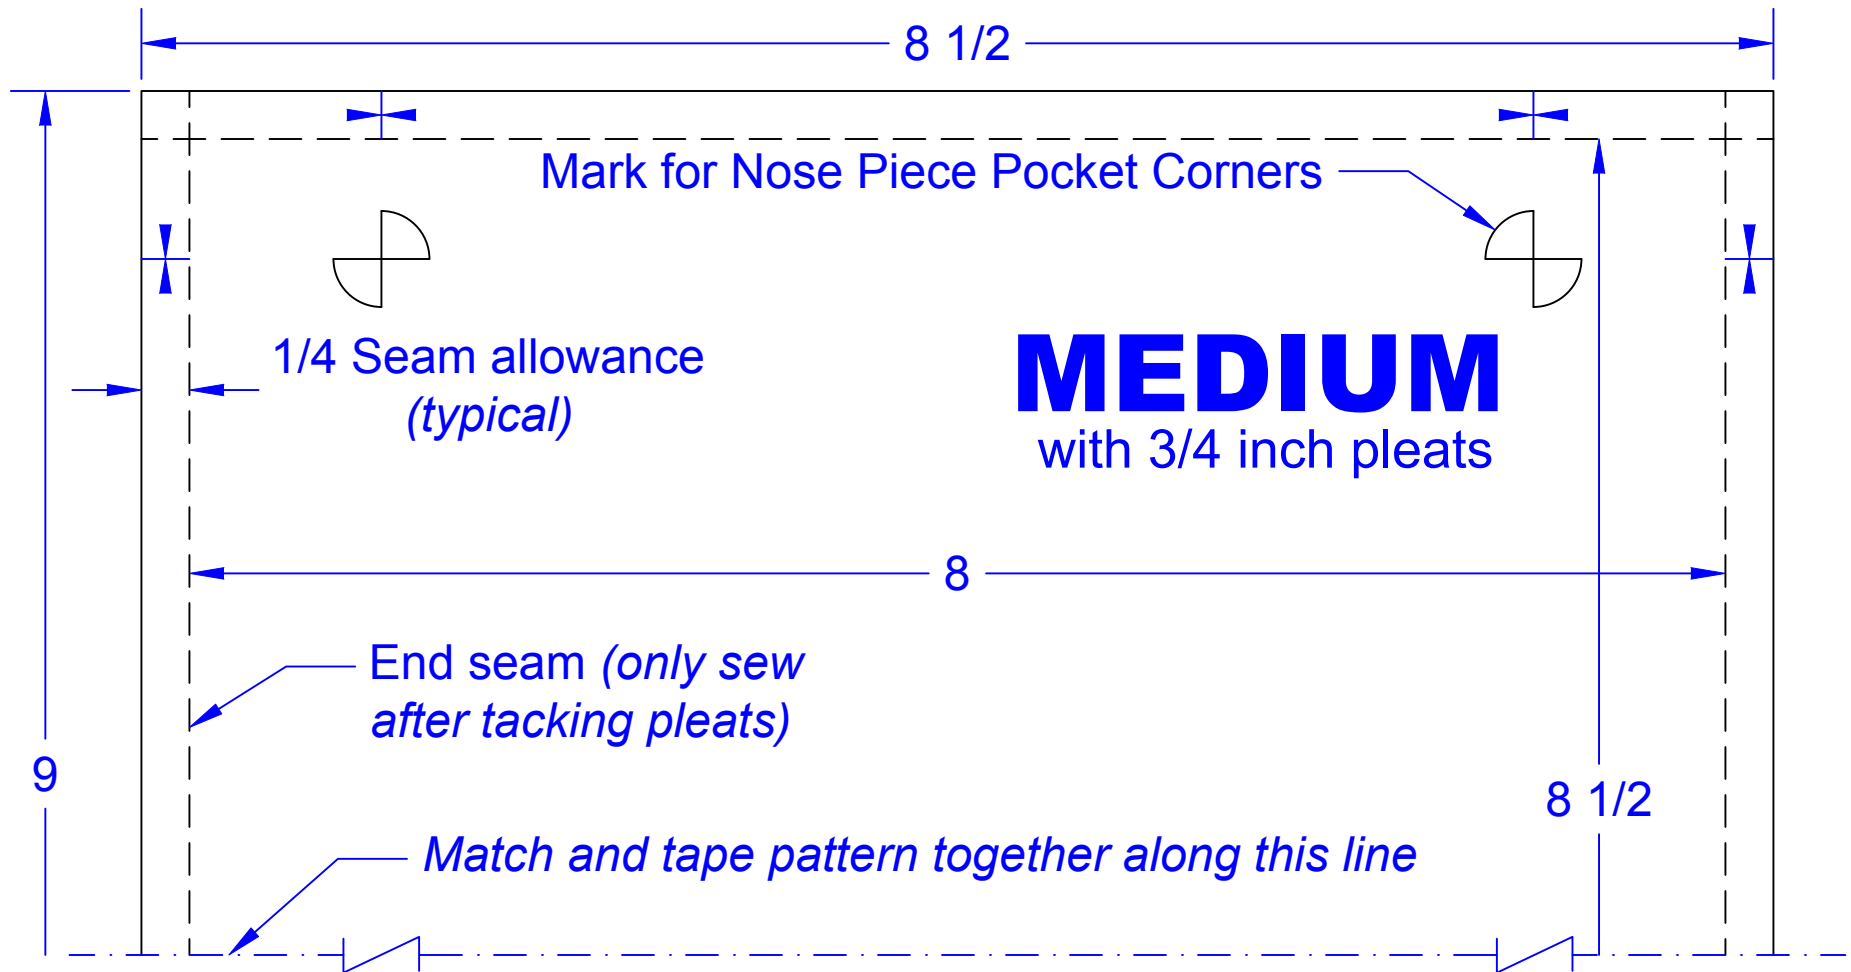 8 1/2
Mark for Nose Piece Pocket Corners
1/4 Seam allowance
(typical)
MEDIUM
with 3/4 inch pleats
8
End seam (only sew
after tacking pleats)
9
8 1/2
Match and tape pattern together along this line